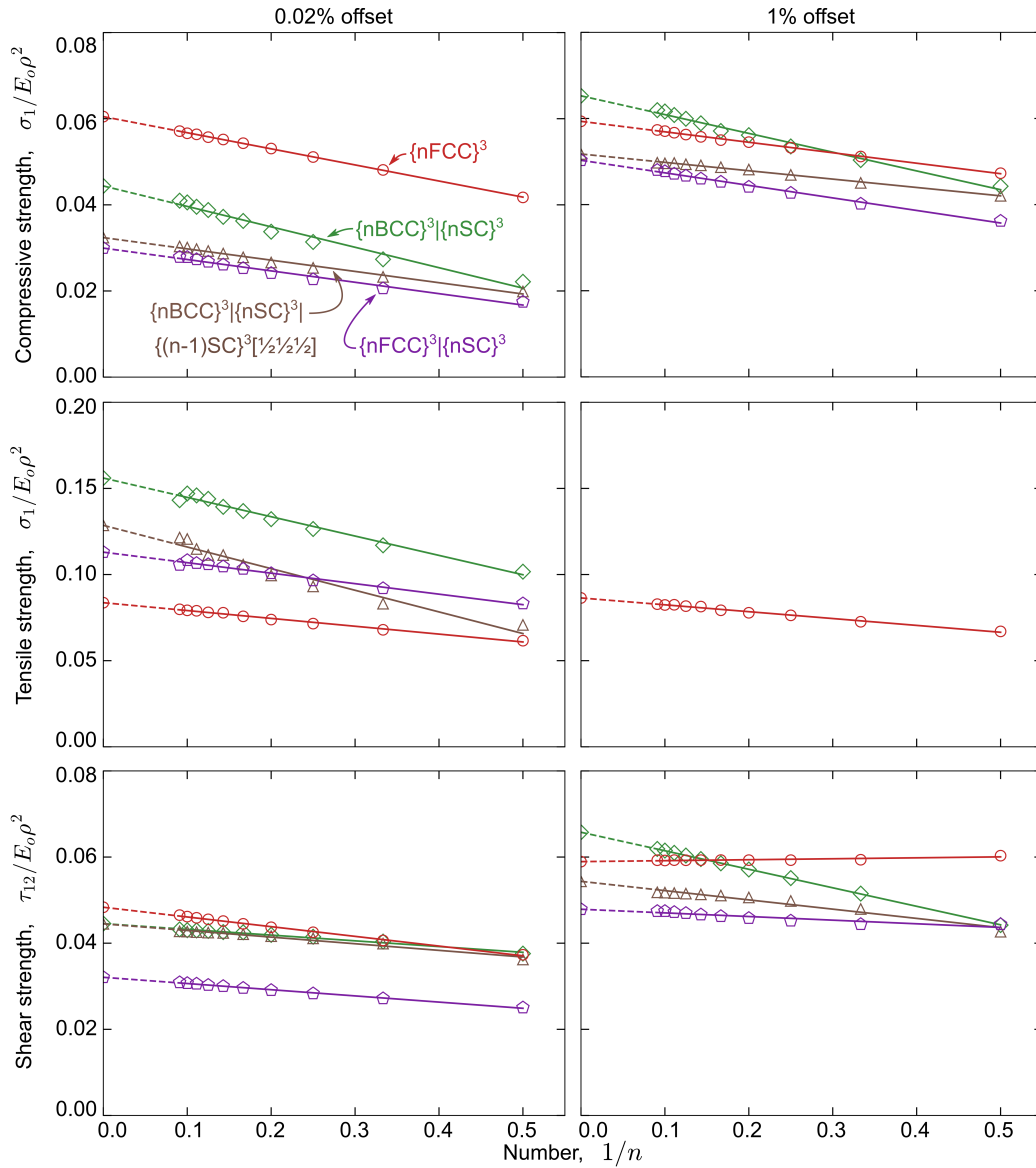 0.02% offset
1% offset
Compressive strength, σ₁/Eₒρ²
0.08
0.06
0.04
0.02
0.00
{nFCC}³
{nBCC}³|{nSC}³
{nBCC}³|{nSC}³|
{(n-1)SC}³[½½½]
{nFCC}³|{nSC}³
Tensile strength, σ₁/Eₒρ²
0.20
0.15
0.10
0.05
0.00
Shear strength, τ₁₂/Eₒρ²
0.08
0.06
0.04
0.02
0.00
0.0 0.1 0.2 0.3 0.4 0.5
0.0 0.1 0.2 0.3 0.4 0.5
Number, 1/n